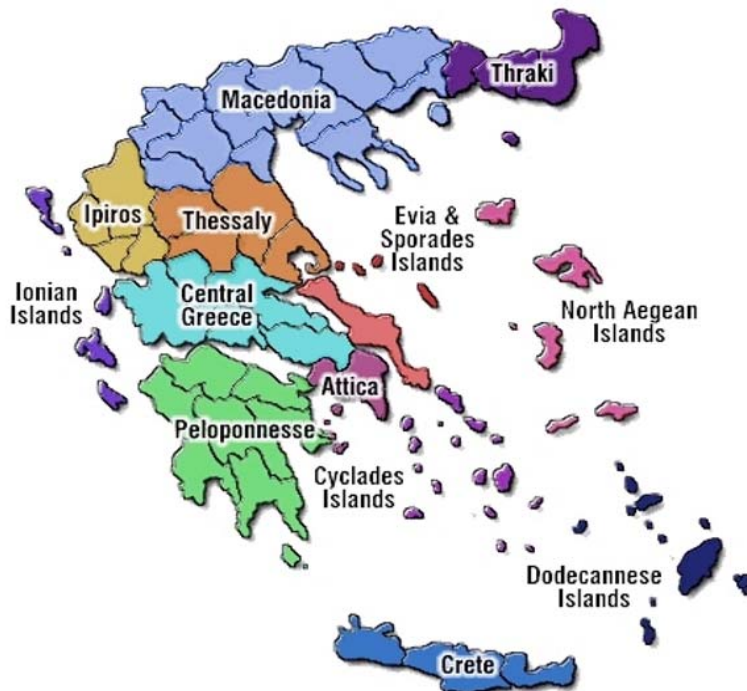 Thraki
Macedonia
Ipiros
Thessaly
Evia &
Sporades
Islands
Ionian
Islands
Central
Greece
North Aegean
Islands
Attica
Peloponnesse
Cyclades
Islands
Dodecannese
Islands
Crete